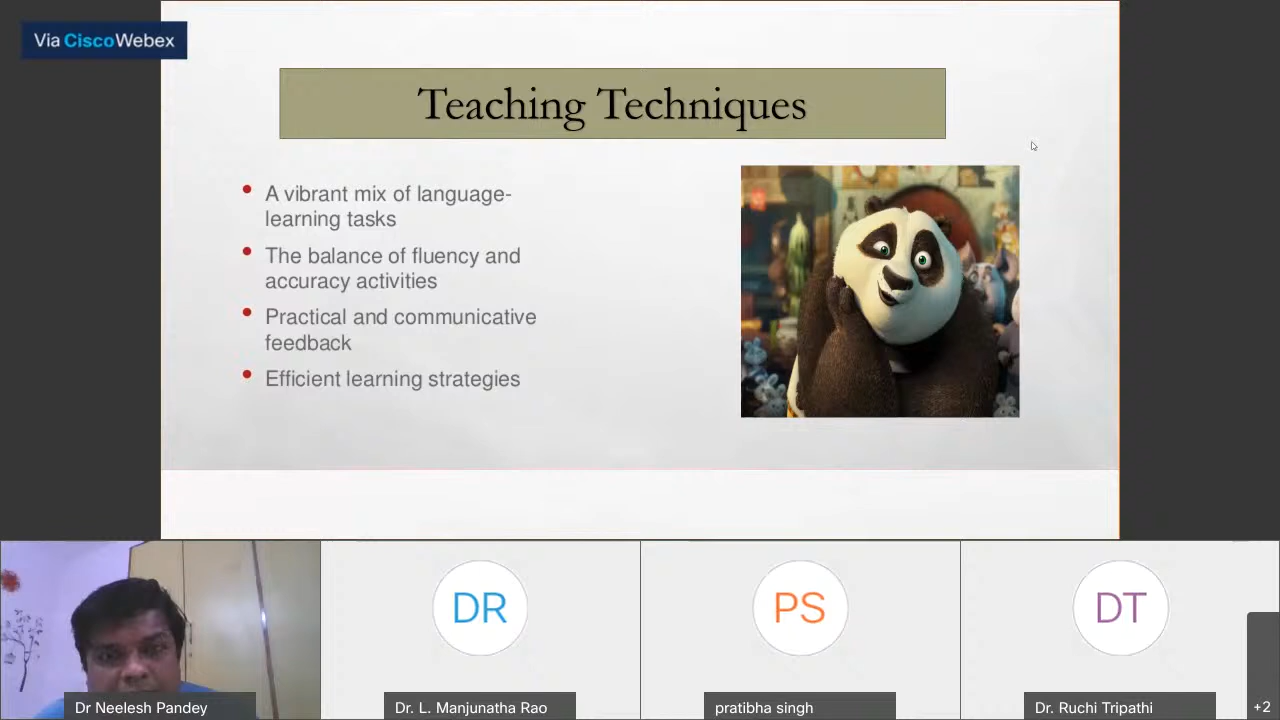 Via CiscoWebex
Teaching Techniques
A vibrant mix of language-
learning tasks
The balance of fluency and
accuracy activities
Practical and communicative
feedback
Efficient learning strategies
DR
PS
DT
Dr Neelesh Pandey
Dr. L. Manjunatha Rao
pratibha singh
Dr. Ruchi Tripathi
+2